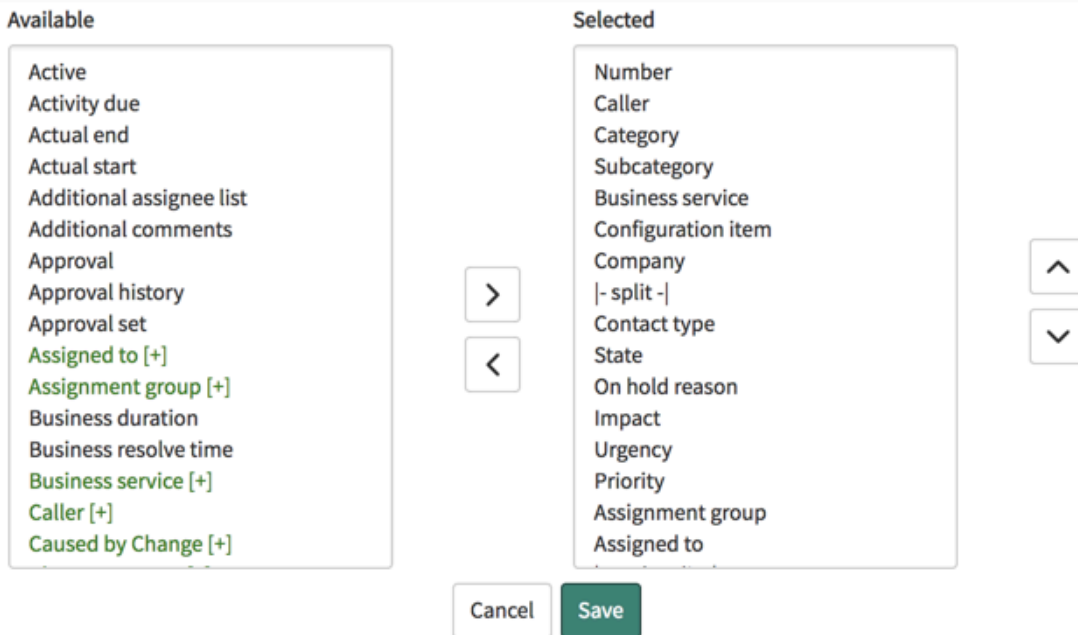 Available
Active
Activity due
Actual end
Actual start
Additional assignee list
Additional comments
Approval
Approval history
Approval set
Assigned to [+]
Assignment group [+]
Business duration
Business resolve time
Business service [+]
Caller [+]
Caused by Change [+]
Selected
Number
Caller
Category
Subcategory
Business service
Configuration item
Company
|- split -|
Contact type
State
On hold reason
Impact
Urgency
Priority
Assignment group
Assigned to
Cancel
Save